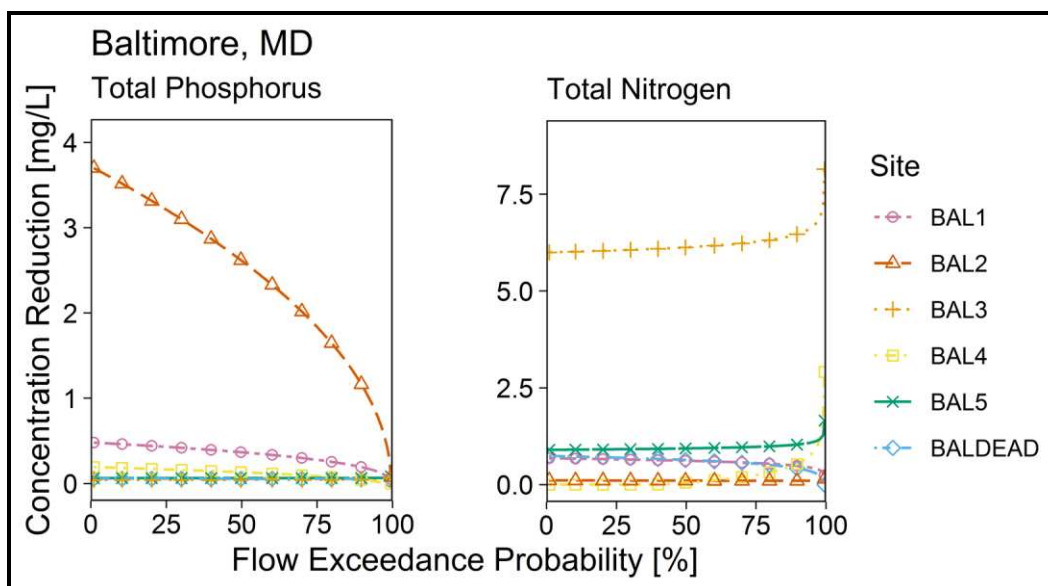 Baltimore, MD
Total Phosphorus
Total Nitrogen
Concentration Reduction [mg/L]
4
3
2
1
0
0
25
50
75
100
7.5
5.0
2.5
0.0
0
25
50
75
100
Flow Exceedance Probability [%]
Site
BAL1
BAL2
BAL3
BAL4
BAL5
BALDEAD